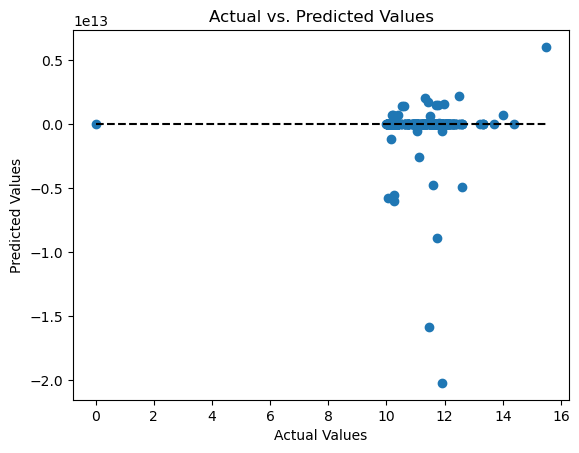 Actual vs. Predicted Values
1e13
0.5
0.0
−0.5
−1.0
−1.5
−2.0
Predicted Values
0 2 4 6 8 10 12 14 16
Actual Values